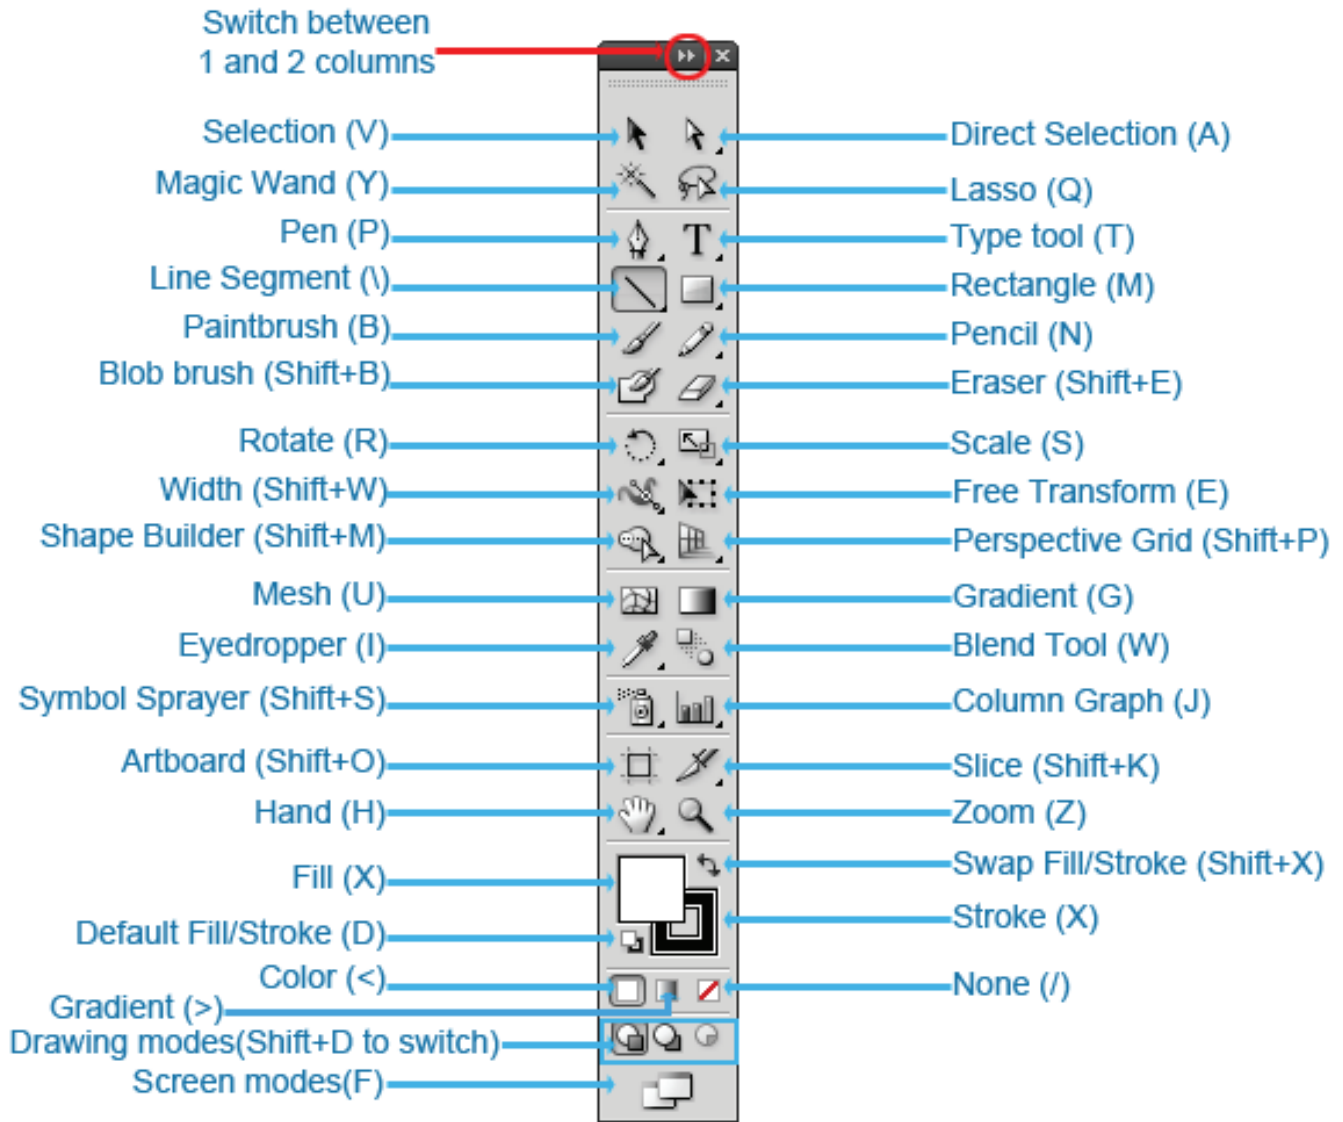 Switch between
1 and 2 columns
Selection (V)
Direct Selection (A)
Magic Wand (Y)
Lasso (Q)
Pen (P)
T
Type tool (T)
Line Segment (\)
Rectangle (M)
Paintbrush (B)
Pencil (N)
Blob brush (Shift+B)
Eraser (Shift+E)
Rotate (R)
Scale (S)
Width (Shift+W)
Free Transform (E)
Shape Builder (Shift+M)
Perspective Grid (Shift+P)
Mesh (U)
Gradient (G)
Eyedropper (I)
Blend Tool (W)
Symbol Sprayer (Shift+S)
Column Graph (J)
Artboard (Shift+O)
Slice (Shift+K)
Hand (H)
Zoom (Z)
Fill (X)
Swap Fill/Stroke (Shift+X)
Stroke (X)
Default Fill/Stroke (D)
Color (<)
None (/)
Gradient (>)
Drawing modes(Shift+D to switch)
Screen modes(F)